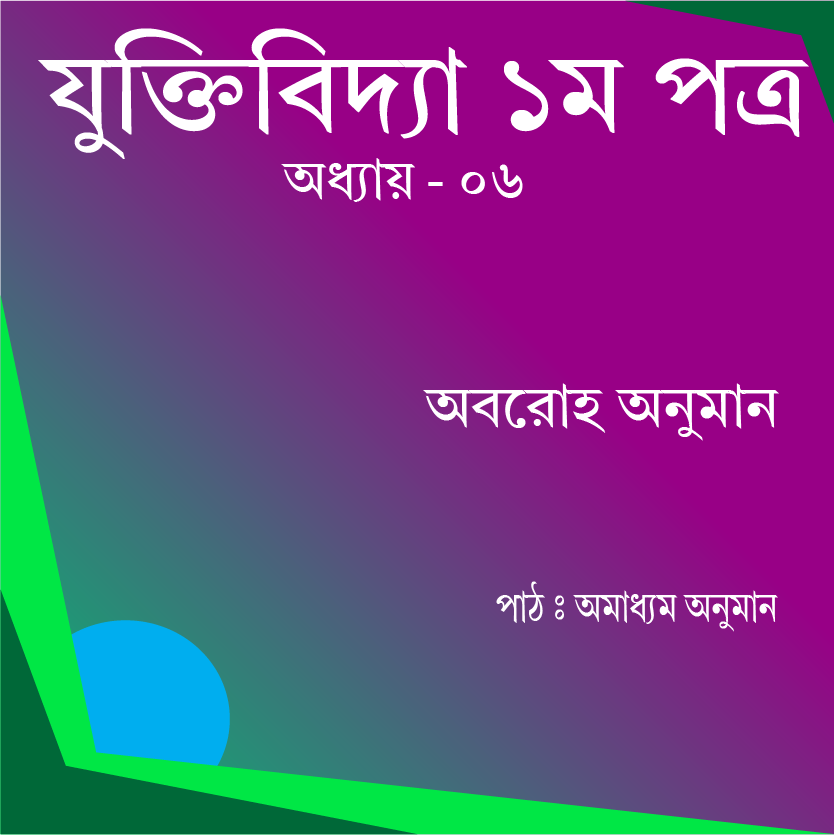 যুক্তিবিদ্যা ১ম পত্র
অধ্যায় - ০৬
অবরোহ অনুমান
পাঠ ঃ অমাধ্যম অনুমান